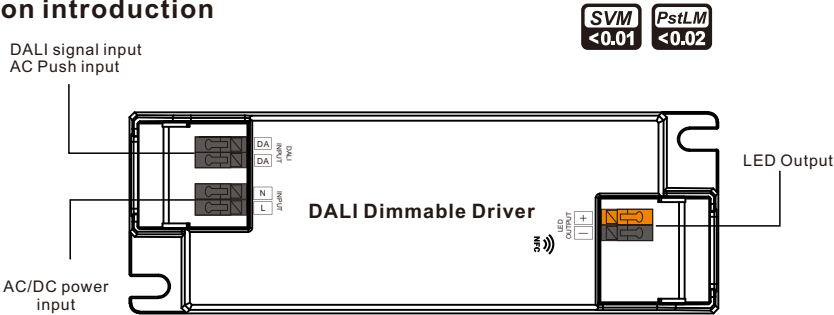 on introduction
SVM
<0.01
PstLM
<0.02
DALI signal input
AC Push input
DA
DA
DALI
INPUT
N
L
INPUT
DALI Dimmable Driver
LED
OUTPUT
+
−
NFC
LED Output
AC/DC power
input